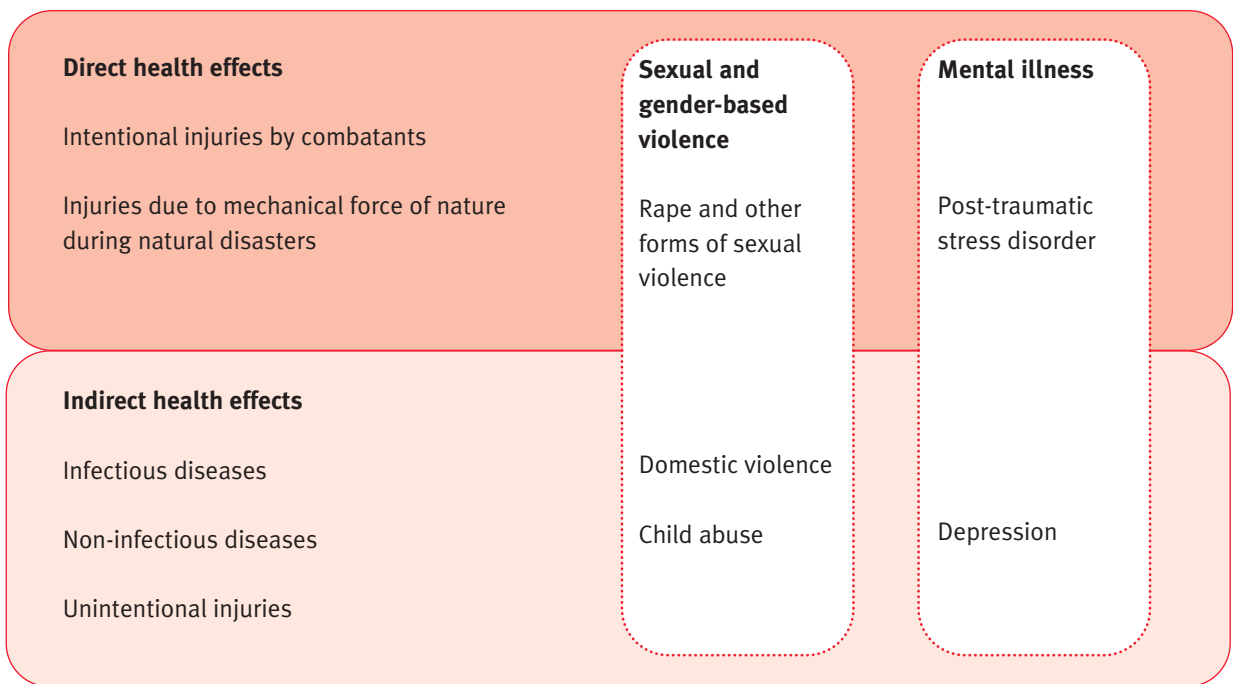 Direct health effects
Intentional injuries by combatants
Injuries due to mechanical force of nature
during natural disasters
Sexual and
gender-based
violence
Rape and other
forms of sexual
violence
Mental illness
Post-traumatic
stress disorder
Indirect health effects
Infectious diseases
Non-infectious diseases
Unintentional injuries
Domestic violence
Child abuse
Depression